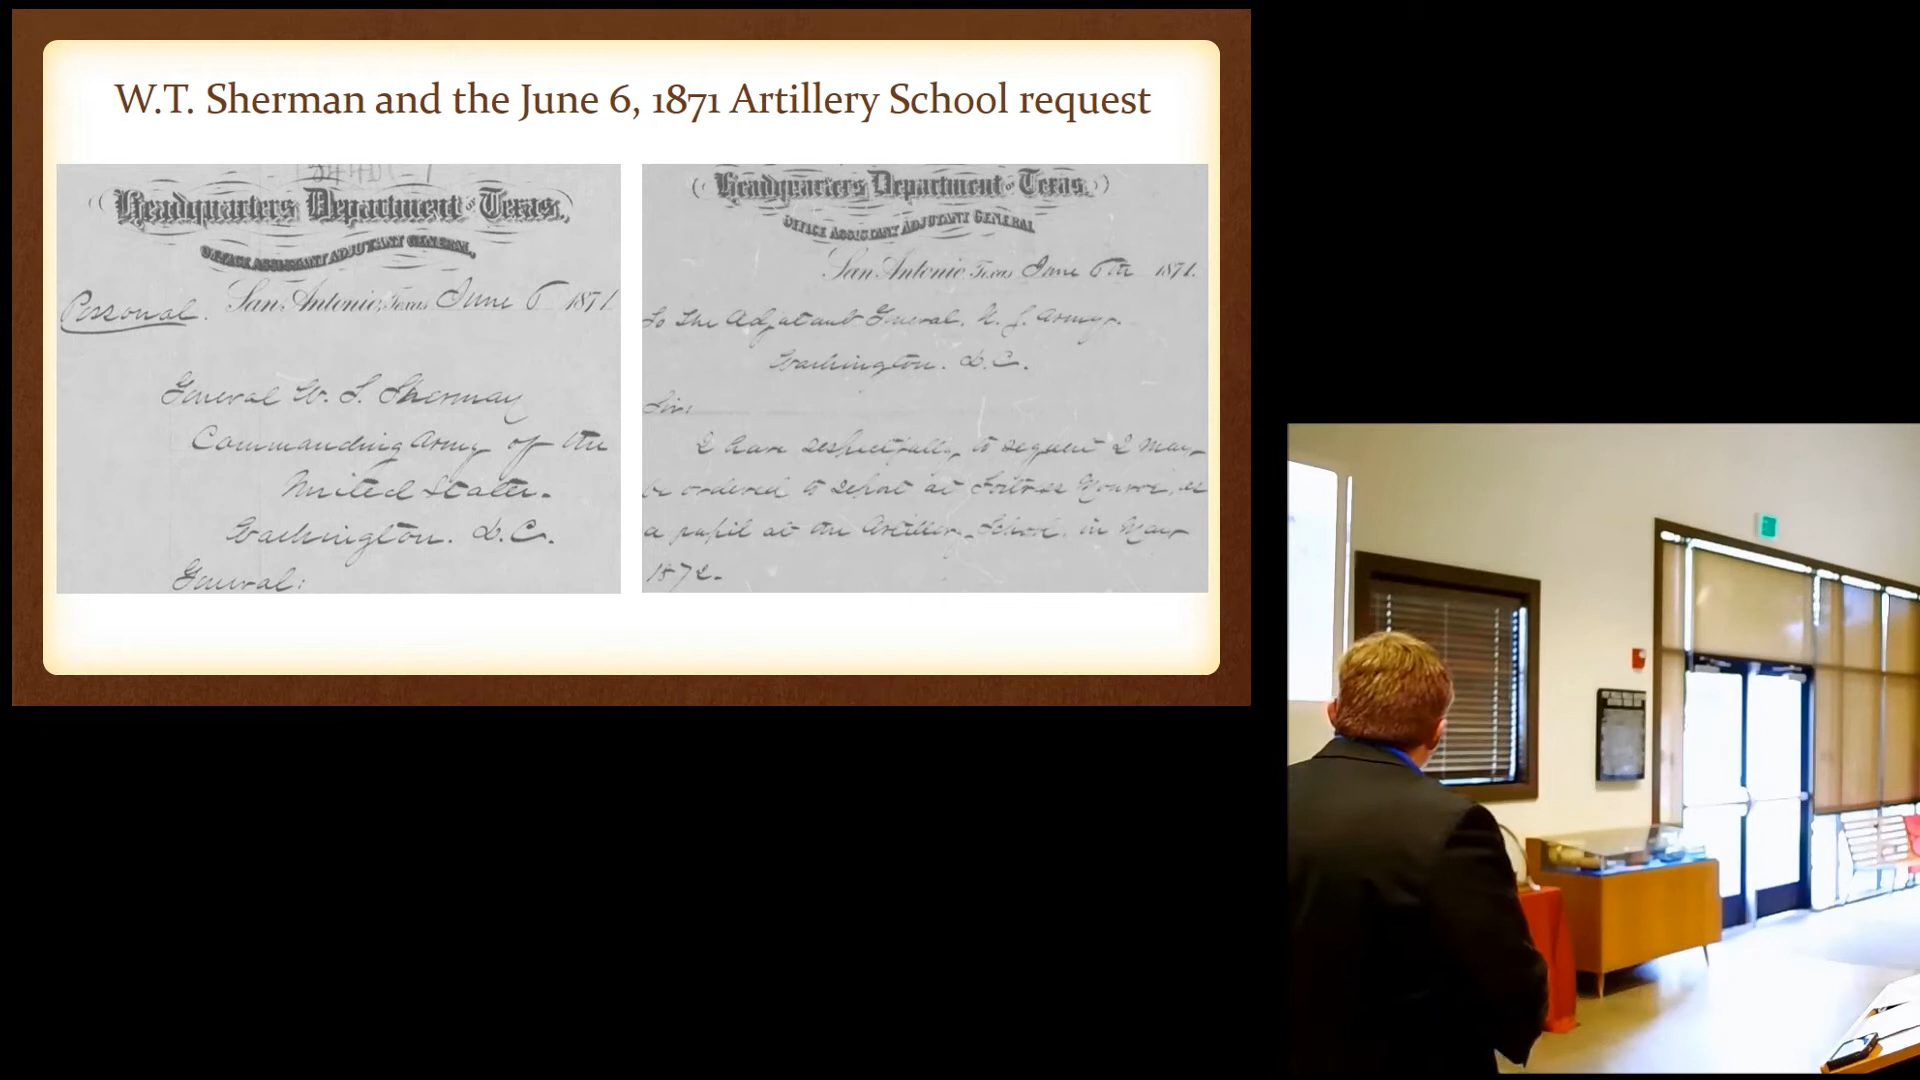 W.T. Sherman and the June 6, 1871 Artillery School request
Headquarters Department of Texas,
OFFICE ASSISTANT ADJUTANT GENERAL,
Personal. San Antonio, Texas June 6 1871
General W. T. Sherman
Commanding Army of the
United States.
Washington. D.C.
General:
Headquarters Department of Texas,
OFFICE ASSISTANT ADJUTANT GENERAL
San Antonio, Texas June 6th 1871.
To the Adjutant General, U. S. Army.
Washington. D.C.
Sir:
I have respectfully to request I may
be ordered to report at Fortress Monroe, as
a pupil at the Artillery School, in May
1872.